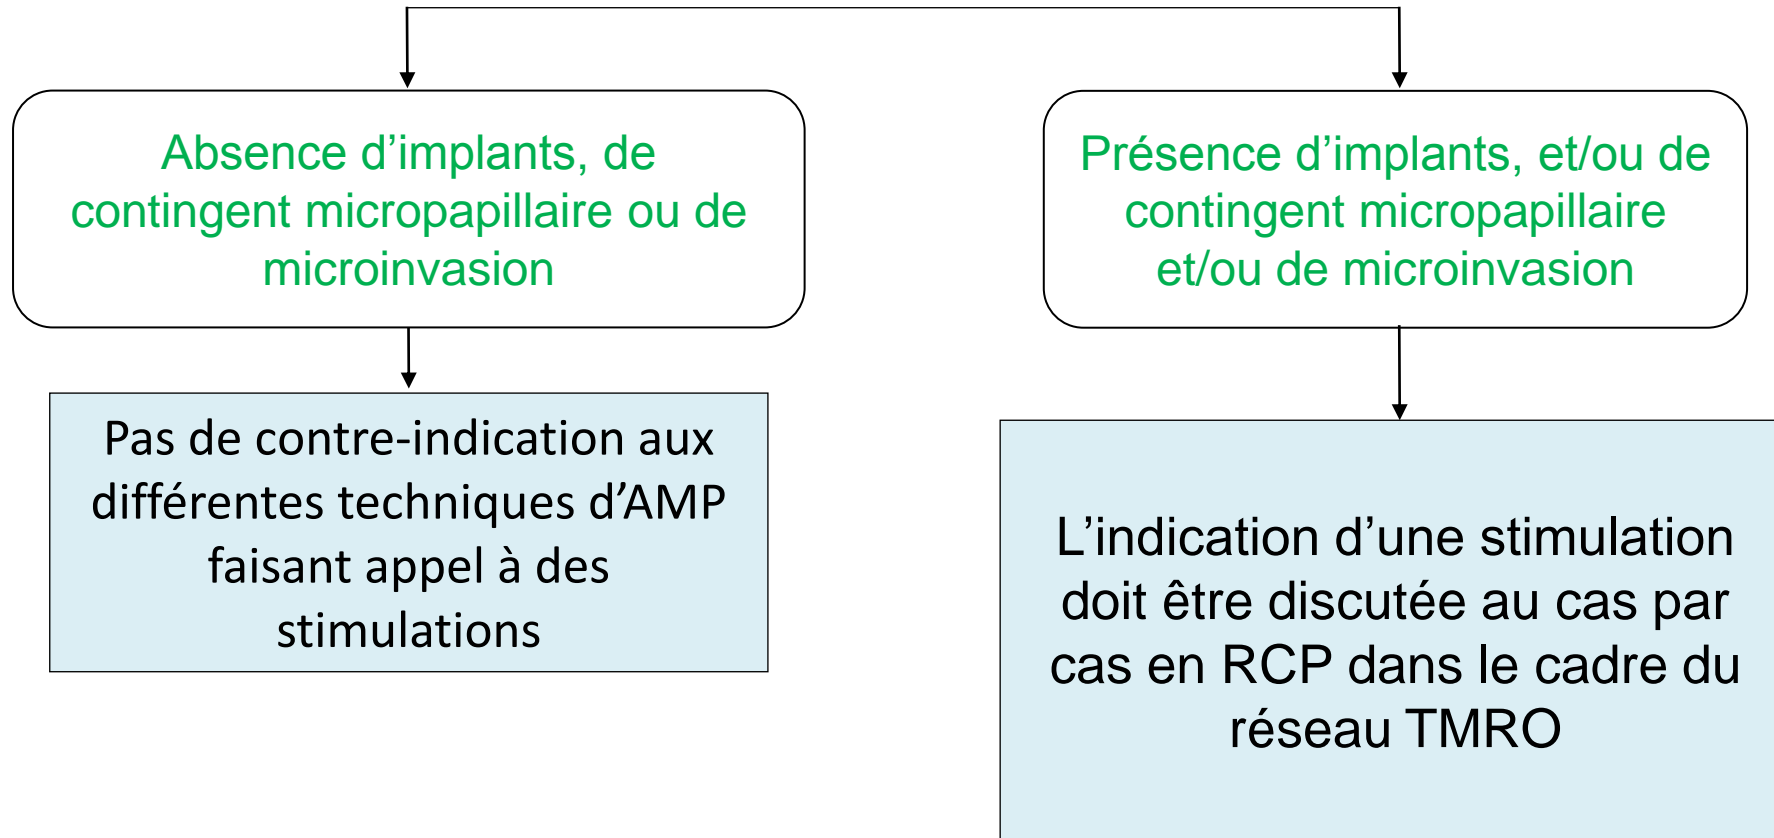 Absence d’implants, de
contingent micropapillaire ou de
microinvasion
Présence d’implants, et/ou de
contingent micropapillaire
et/ou de microinvasion
Pas de contre-indication aux
différentes techniques d’AMP
faisant appel à des
stimulations
L’indication d’une stimulation
doit être discutée au cas par
cas en RCP dans le cadre du
réseau TMRO